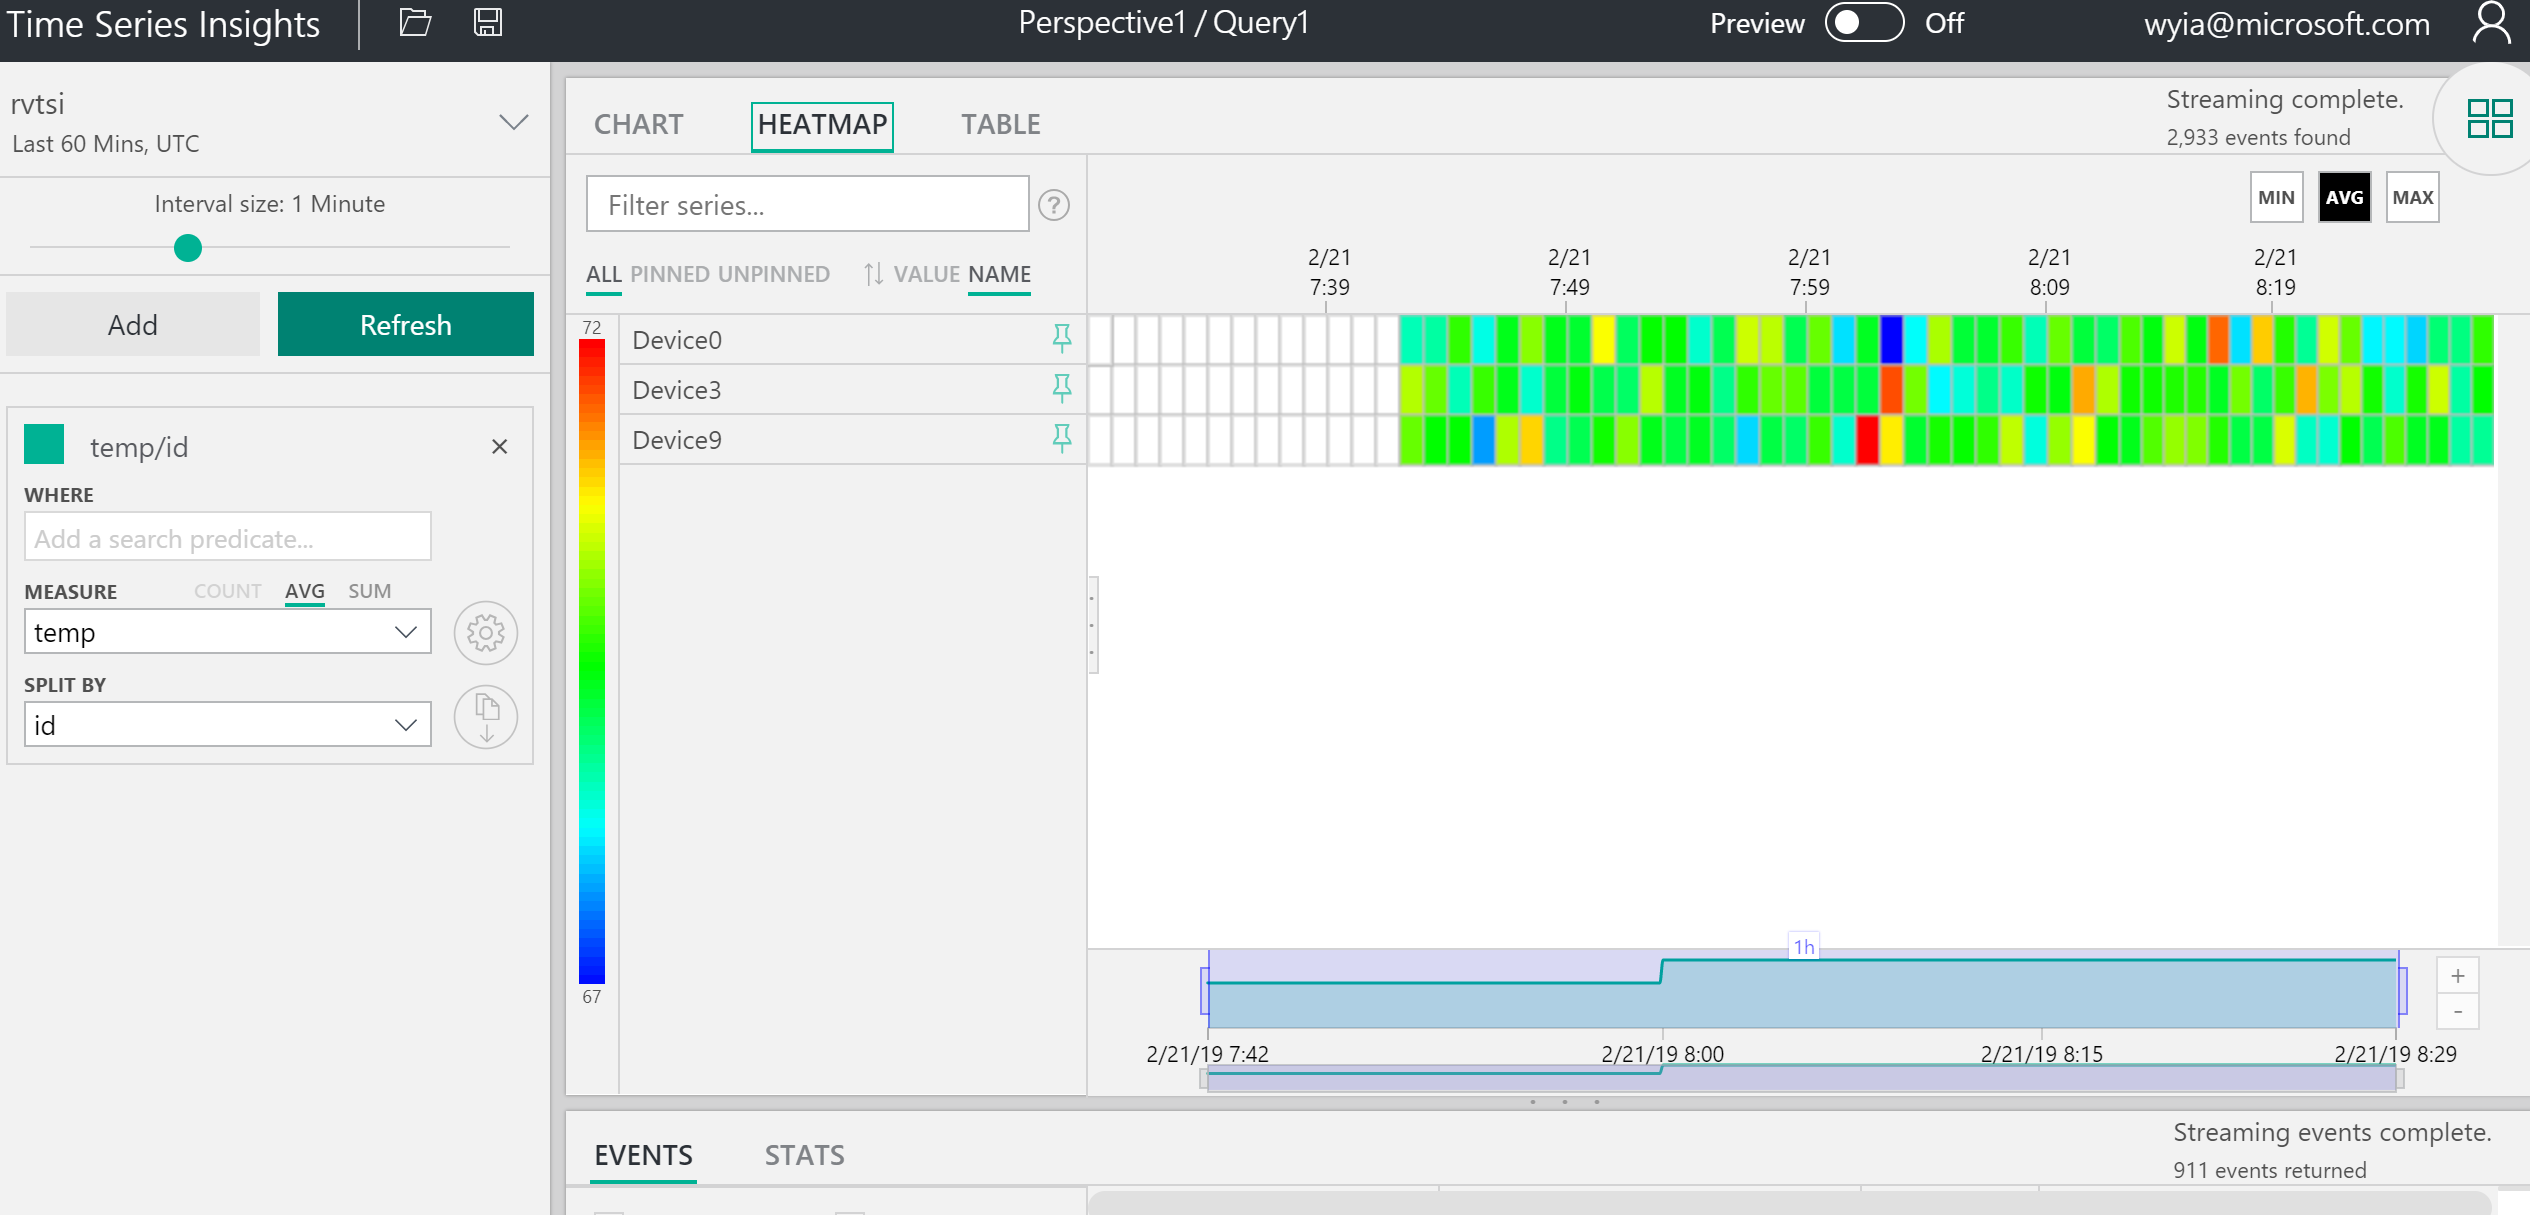 Time Series Insights
Perspective1 / Query1
Preview Off
wyia@microsoft.com
rvtsi
Last 60 Mins, UTC
Interval size: 1 Minute
Add
Refresh
temp/id
WHERE
Add a search predicate...
MEASURE COUNT AVG SUM
temp
SPLIT BY
id
CHART HEATMAP TABLE
Streaming complete.
2,933 events found
Filter series...
?
MIN AVG MAX
ALL PINNED UNPINNED VALUE NAME
2/21 2/21 2/21 2/21 2/21
7:39 7:49 7:59 8:09 8:19
72
Device0
Device3
Device9
67
1h
+
-
2/21/19 7:42 2/21/19 8:00 2/21/19 8:15 2/21/19 8:29
EVENTS STATS
Streaming events complete.
911 events returned